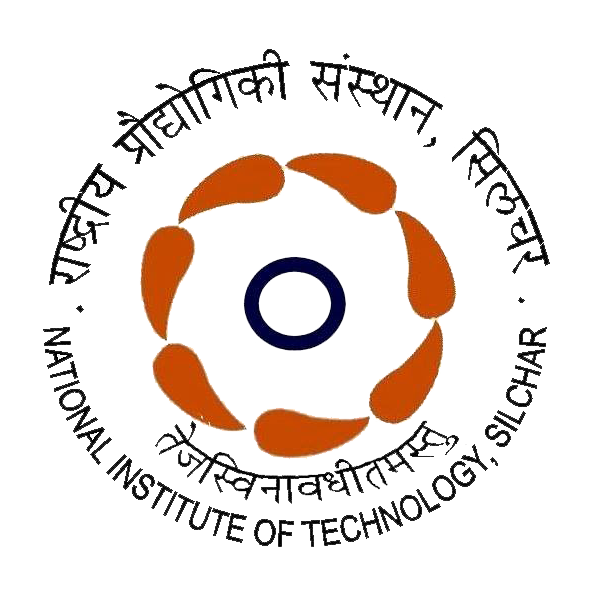 राष्ट्रीय प्रौद्योगिकी संस्थान, सिलचर
तेजस्विनावधीतमस्तु
NATIONAL INSTITUTE OF TECHNOLOGY, SILCHAR